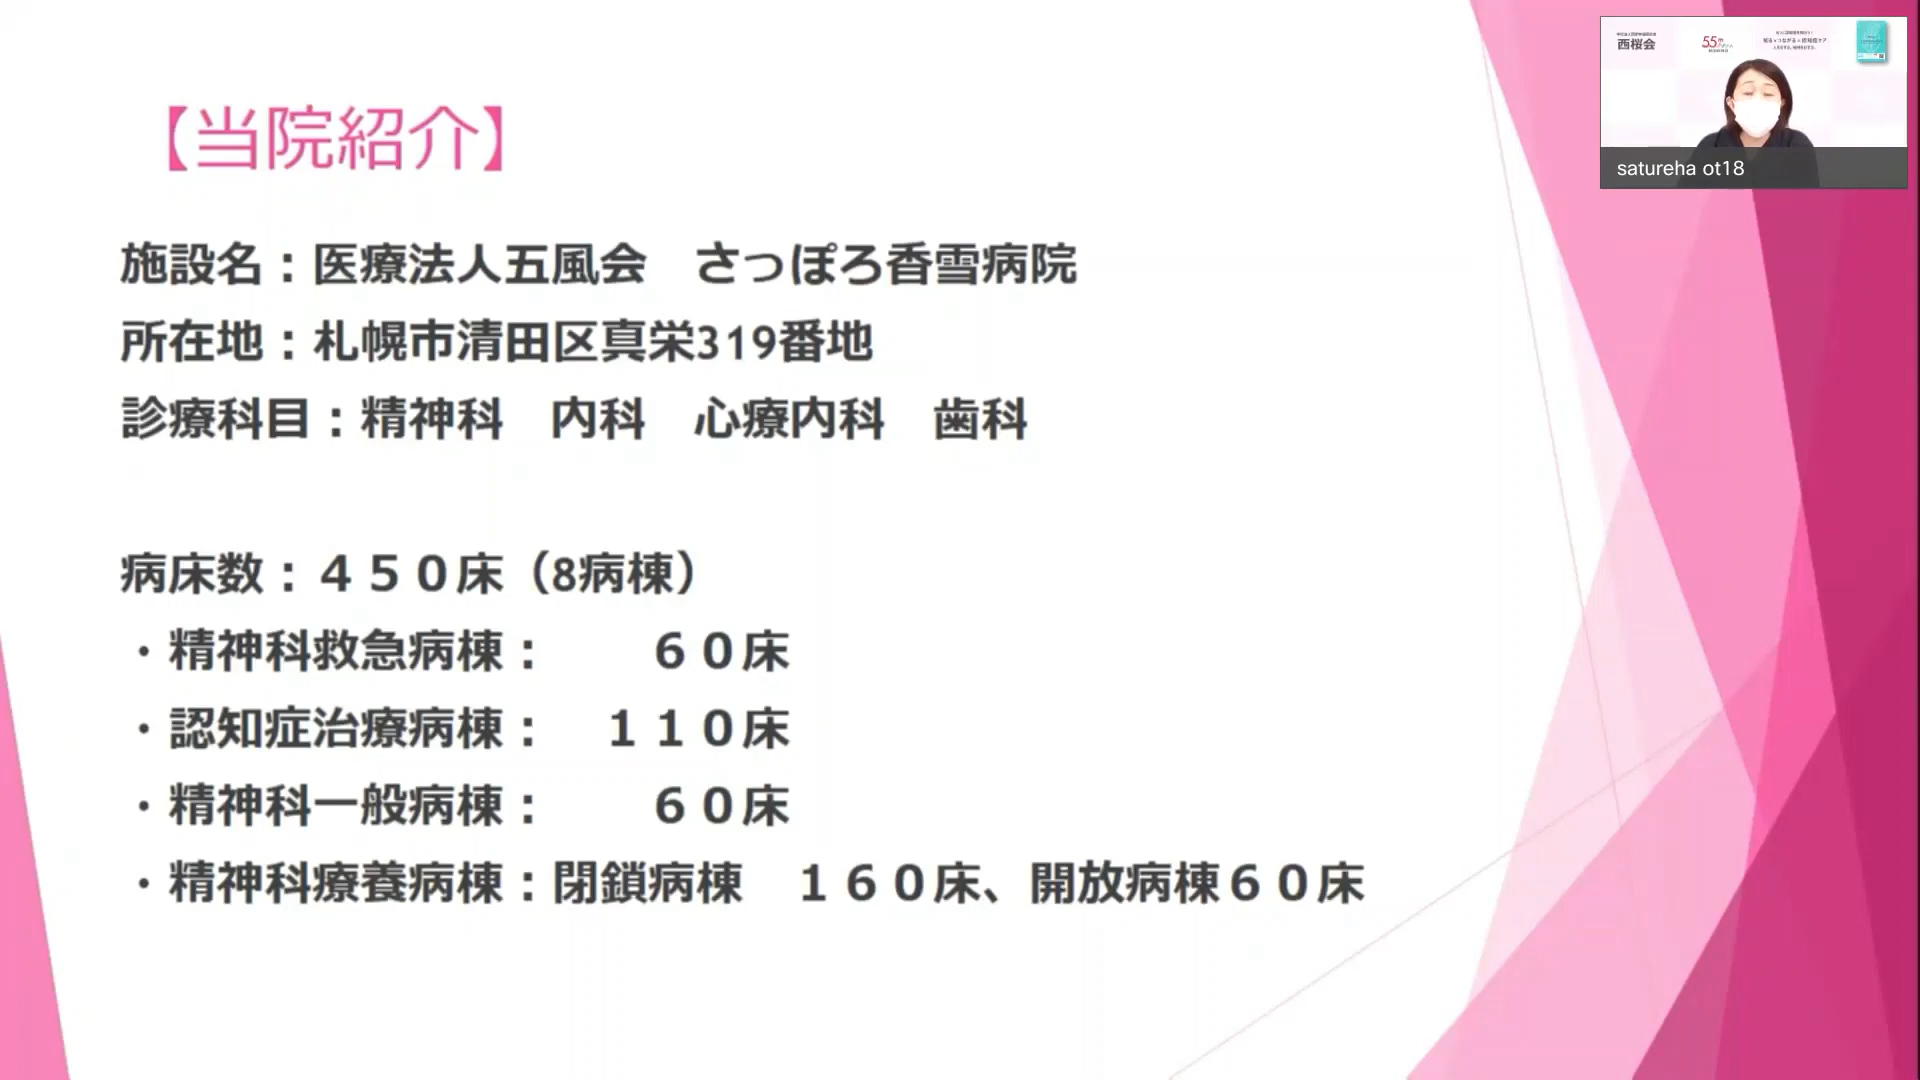 【当院紹介】
施設名：医療法人五風会　さっぽろ香雪病院
所在地：札幌市清田区真栄319番地
診療科目：精神科　内科　心療内科　歯科
病床数：４５０床（8病棟）
・精神科救急病棟：　　６０床
・認知症治療病棟：　１１０床
・精神科一般病棟：　　６０床
・精神科療養病棟：閉鎖病棟　１６０床、開放病棟６０床
西桜会
55
satureha ot18